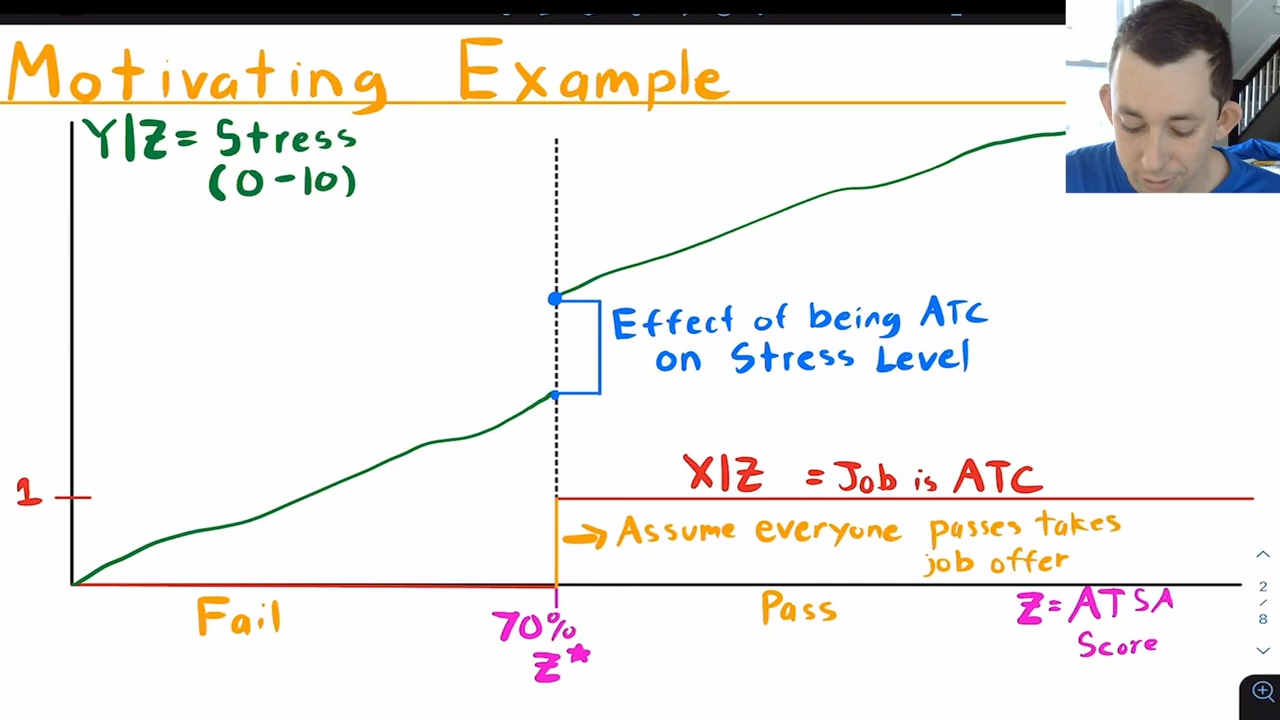 Motivating Example
Y|Z = Stress
(0-10)
Effect of being ATC
on Stress Level
1
X|Z = Job is ATC
→ Assume everyone passes takes
job offer
Fail
70%
Z*
Pass
Z = ATSA
Score
2
/
8